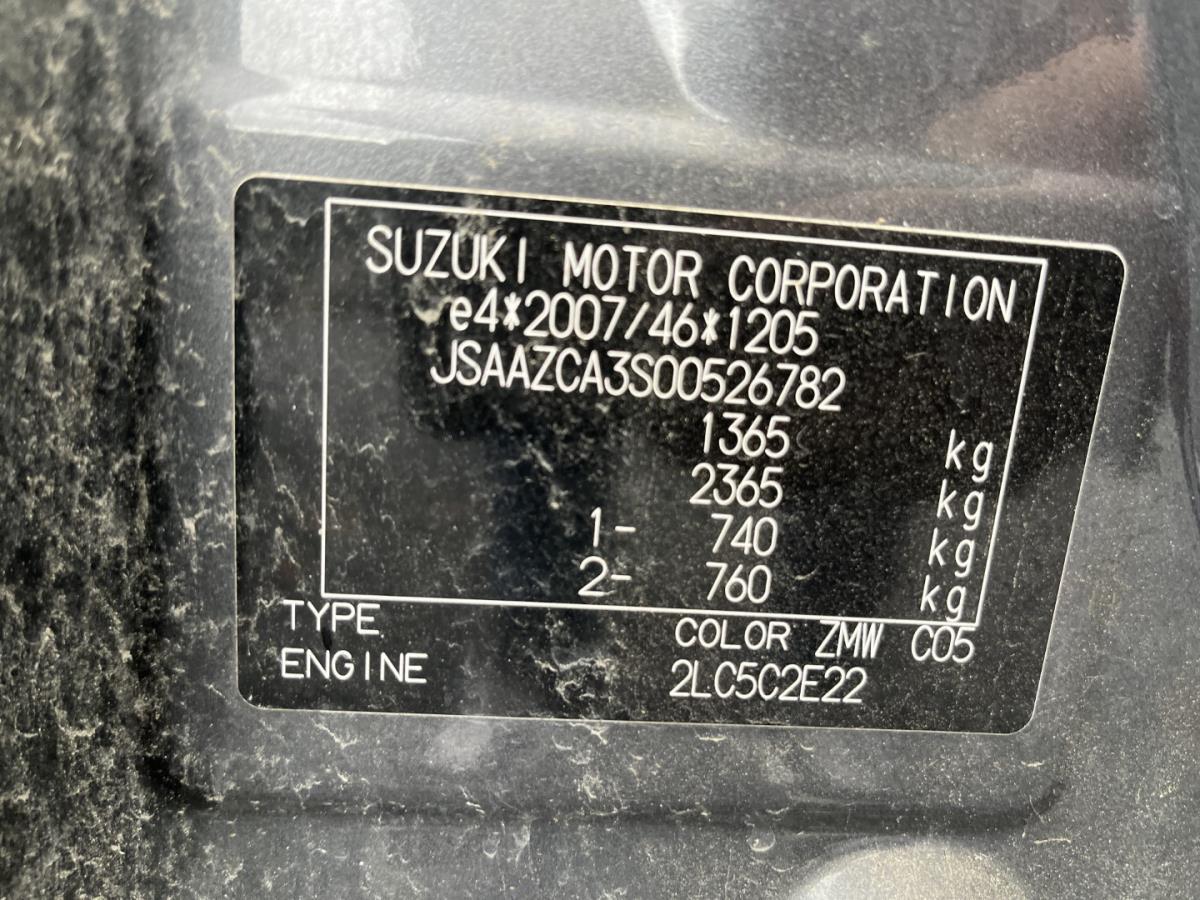 SUZUKI MOTOR CORPORATION
e4*2007/46*1205
JSAAZCA3S00526782
1365 kg
2365 kg
1- 740 kg
2- 760 kg
TYPE COLOR ZMW C05
ENGINE 2LC5C2E22